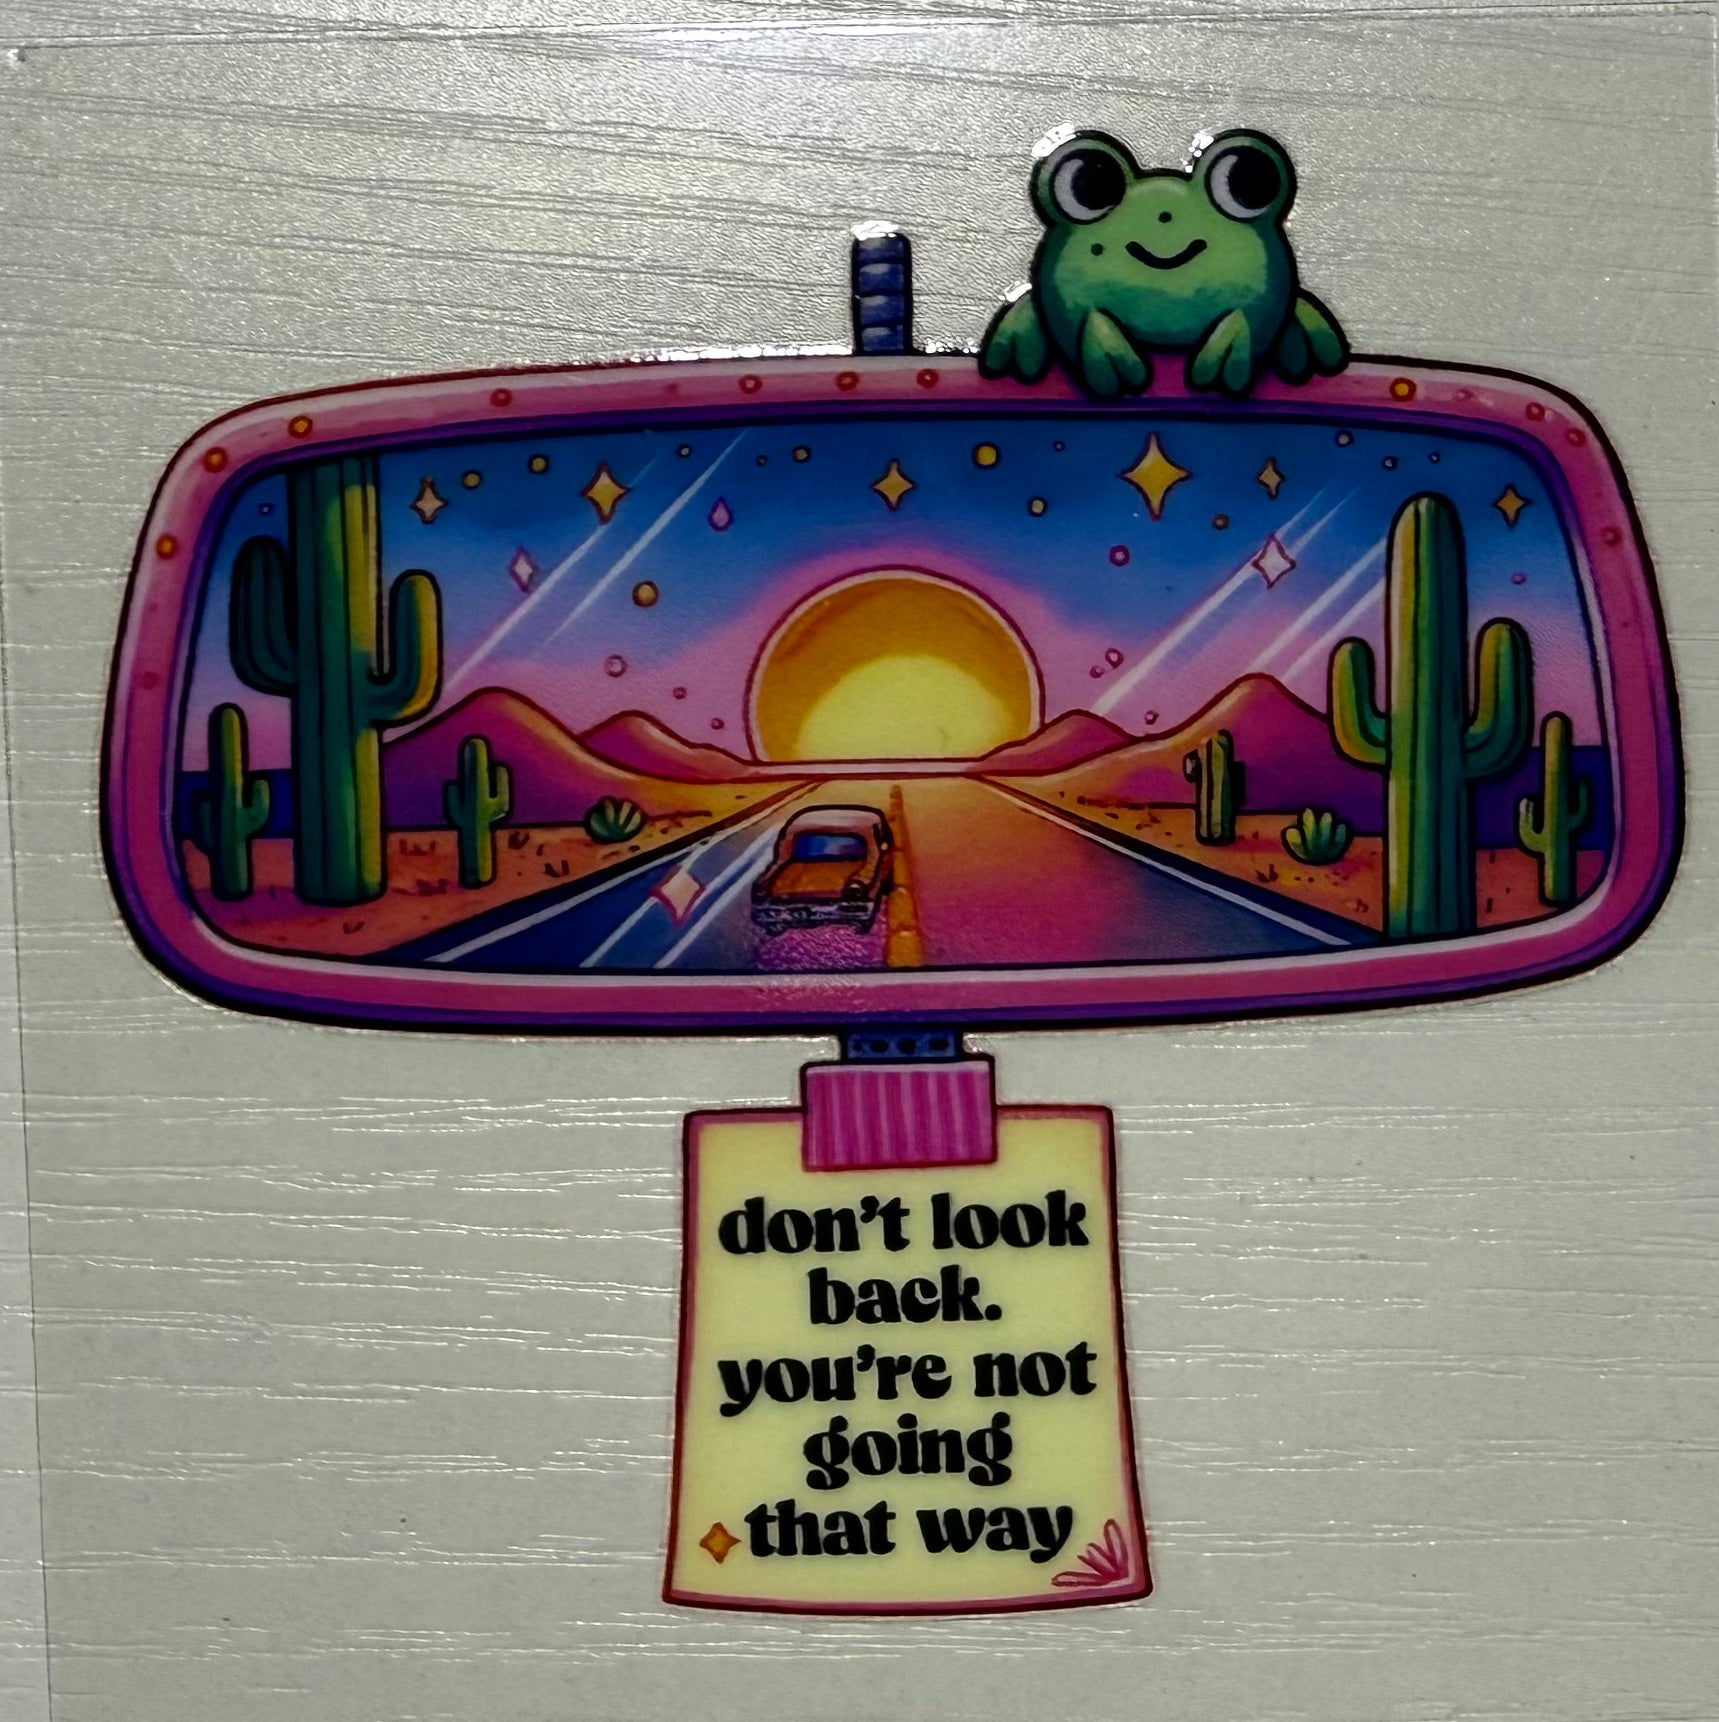 don't look
back.
you're not
going
that way